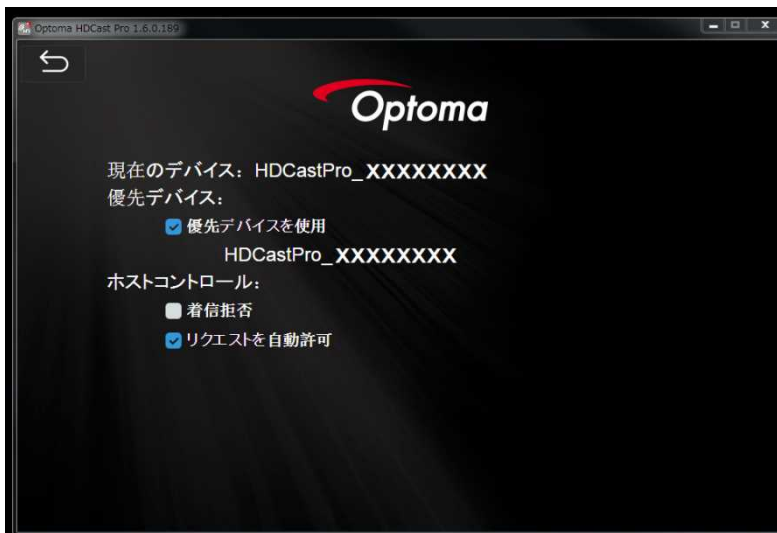 Optoma HDCast Pro 1.6.0.189
Optoma
現在のデバイス: HDCastPro_XXXXXXXX
優先デバイス:
優先デバイスを使用
HDCastPro_XXXXXXXX
ホストコントロール:
着信拒否
リクエストを自動許可